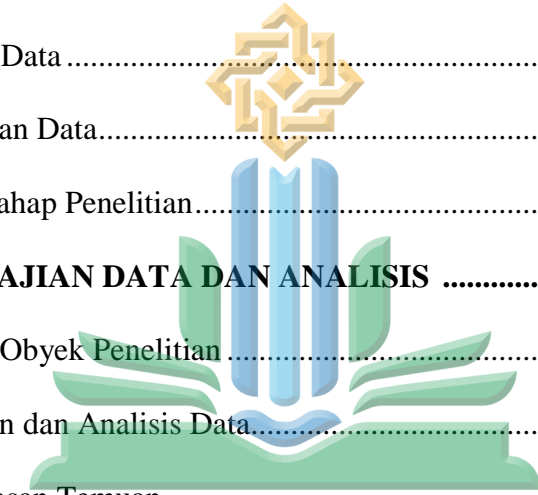 Data ......................................................
an Data.................................................
ahap Penelitian.....................................
AJIAN DATA DAN ANALISIS ............
Obyek Penelitian .................................
n dan Analisis Data..............................